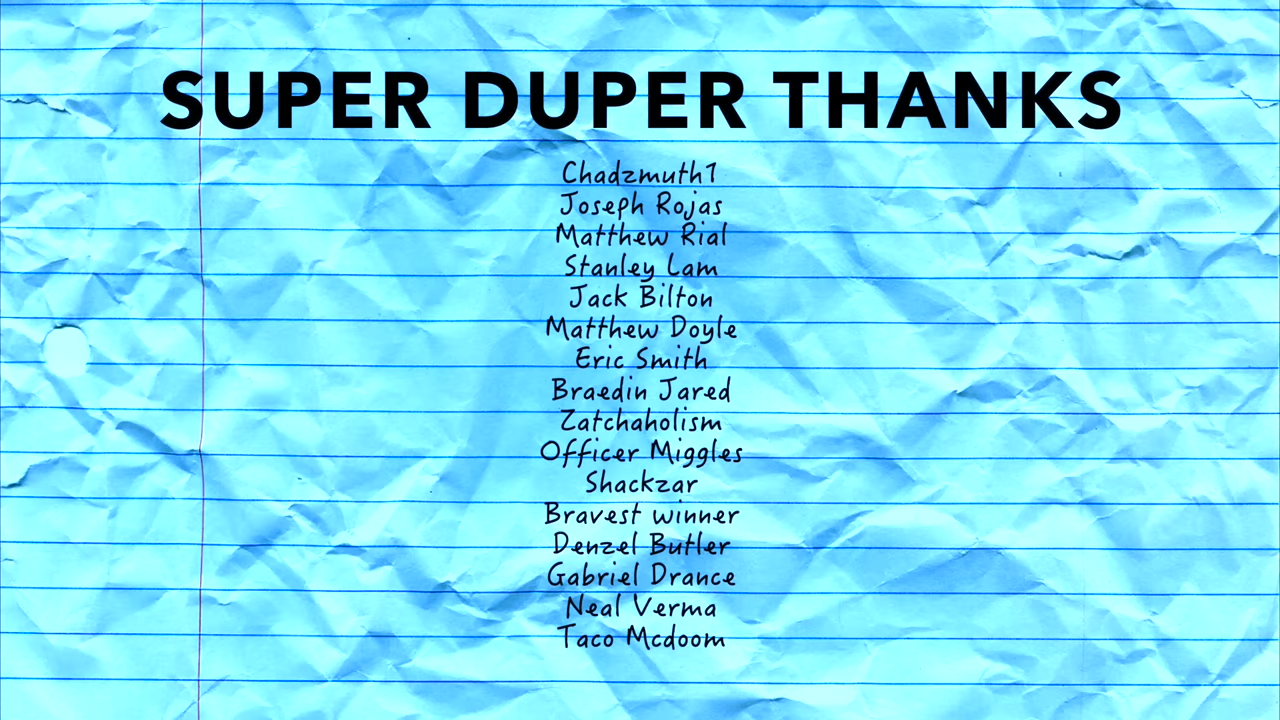 SUPER DUPER THANKS
Chadzmuth1
Joseph Rojas
Matthew Rial
Stanley Lam
Jack Bilton
Matthew Doyle
Eric Smith
Braedin Jared
Zatchaholism
Officer Miggles
Shackzar
Bravest winner
Denzel Butler
Gabriel Drance
Neal Verma
Taco Mcdoom